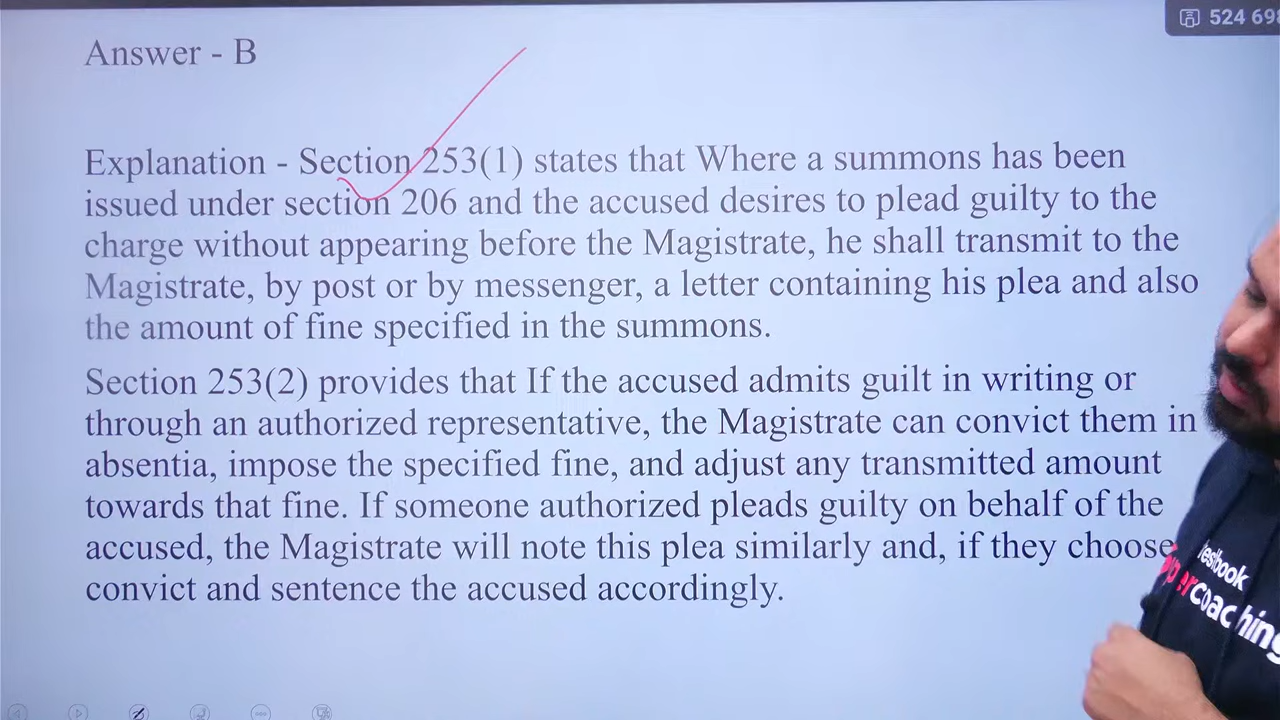 524 698
Answer - B
Explanation - Section 253(1) states that Where a summons has been
issued under section 206 and the accused desires to plead guilty to the
charge without appearing before the Magistrate, he shall transmit to the
Magistrate, by post or by messenger, a letter containing his plea and also
the amount of fine specified in the summons.
Section 253(2) provides that If the accused admits guilt in writing or
through an authorized representative, the Magistrate can convict them in
absentia, impose the specified fine, and adjust any transmitted amount
towards that fine. If someone authorized pleads guilty on behalf of the
accused, the Magistrate will note this plea similarly and, if they choose
convict and sentence the accused accordingly.
testbook
coaching